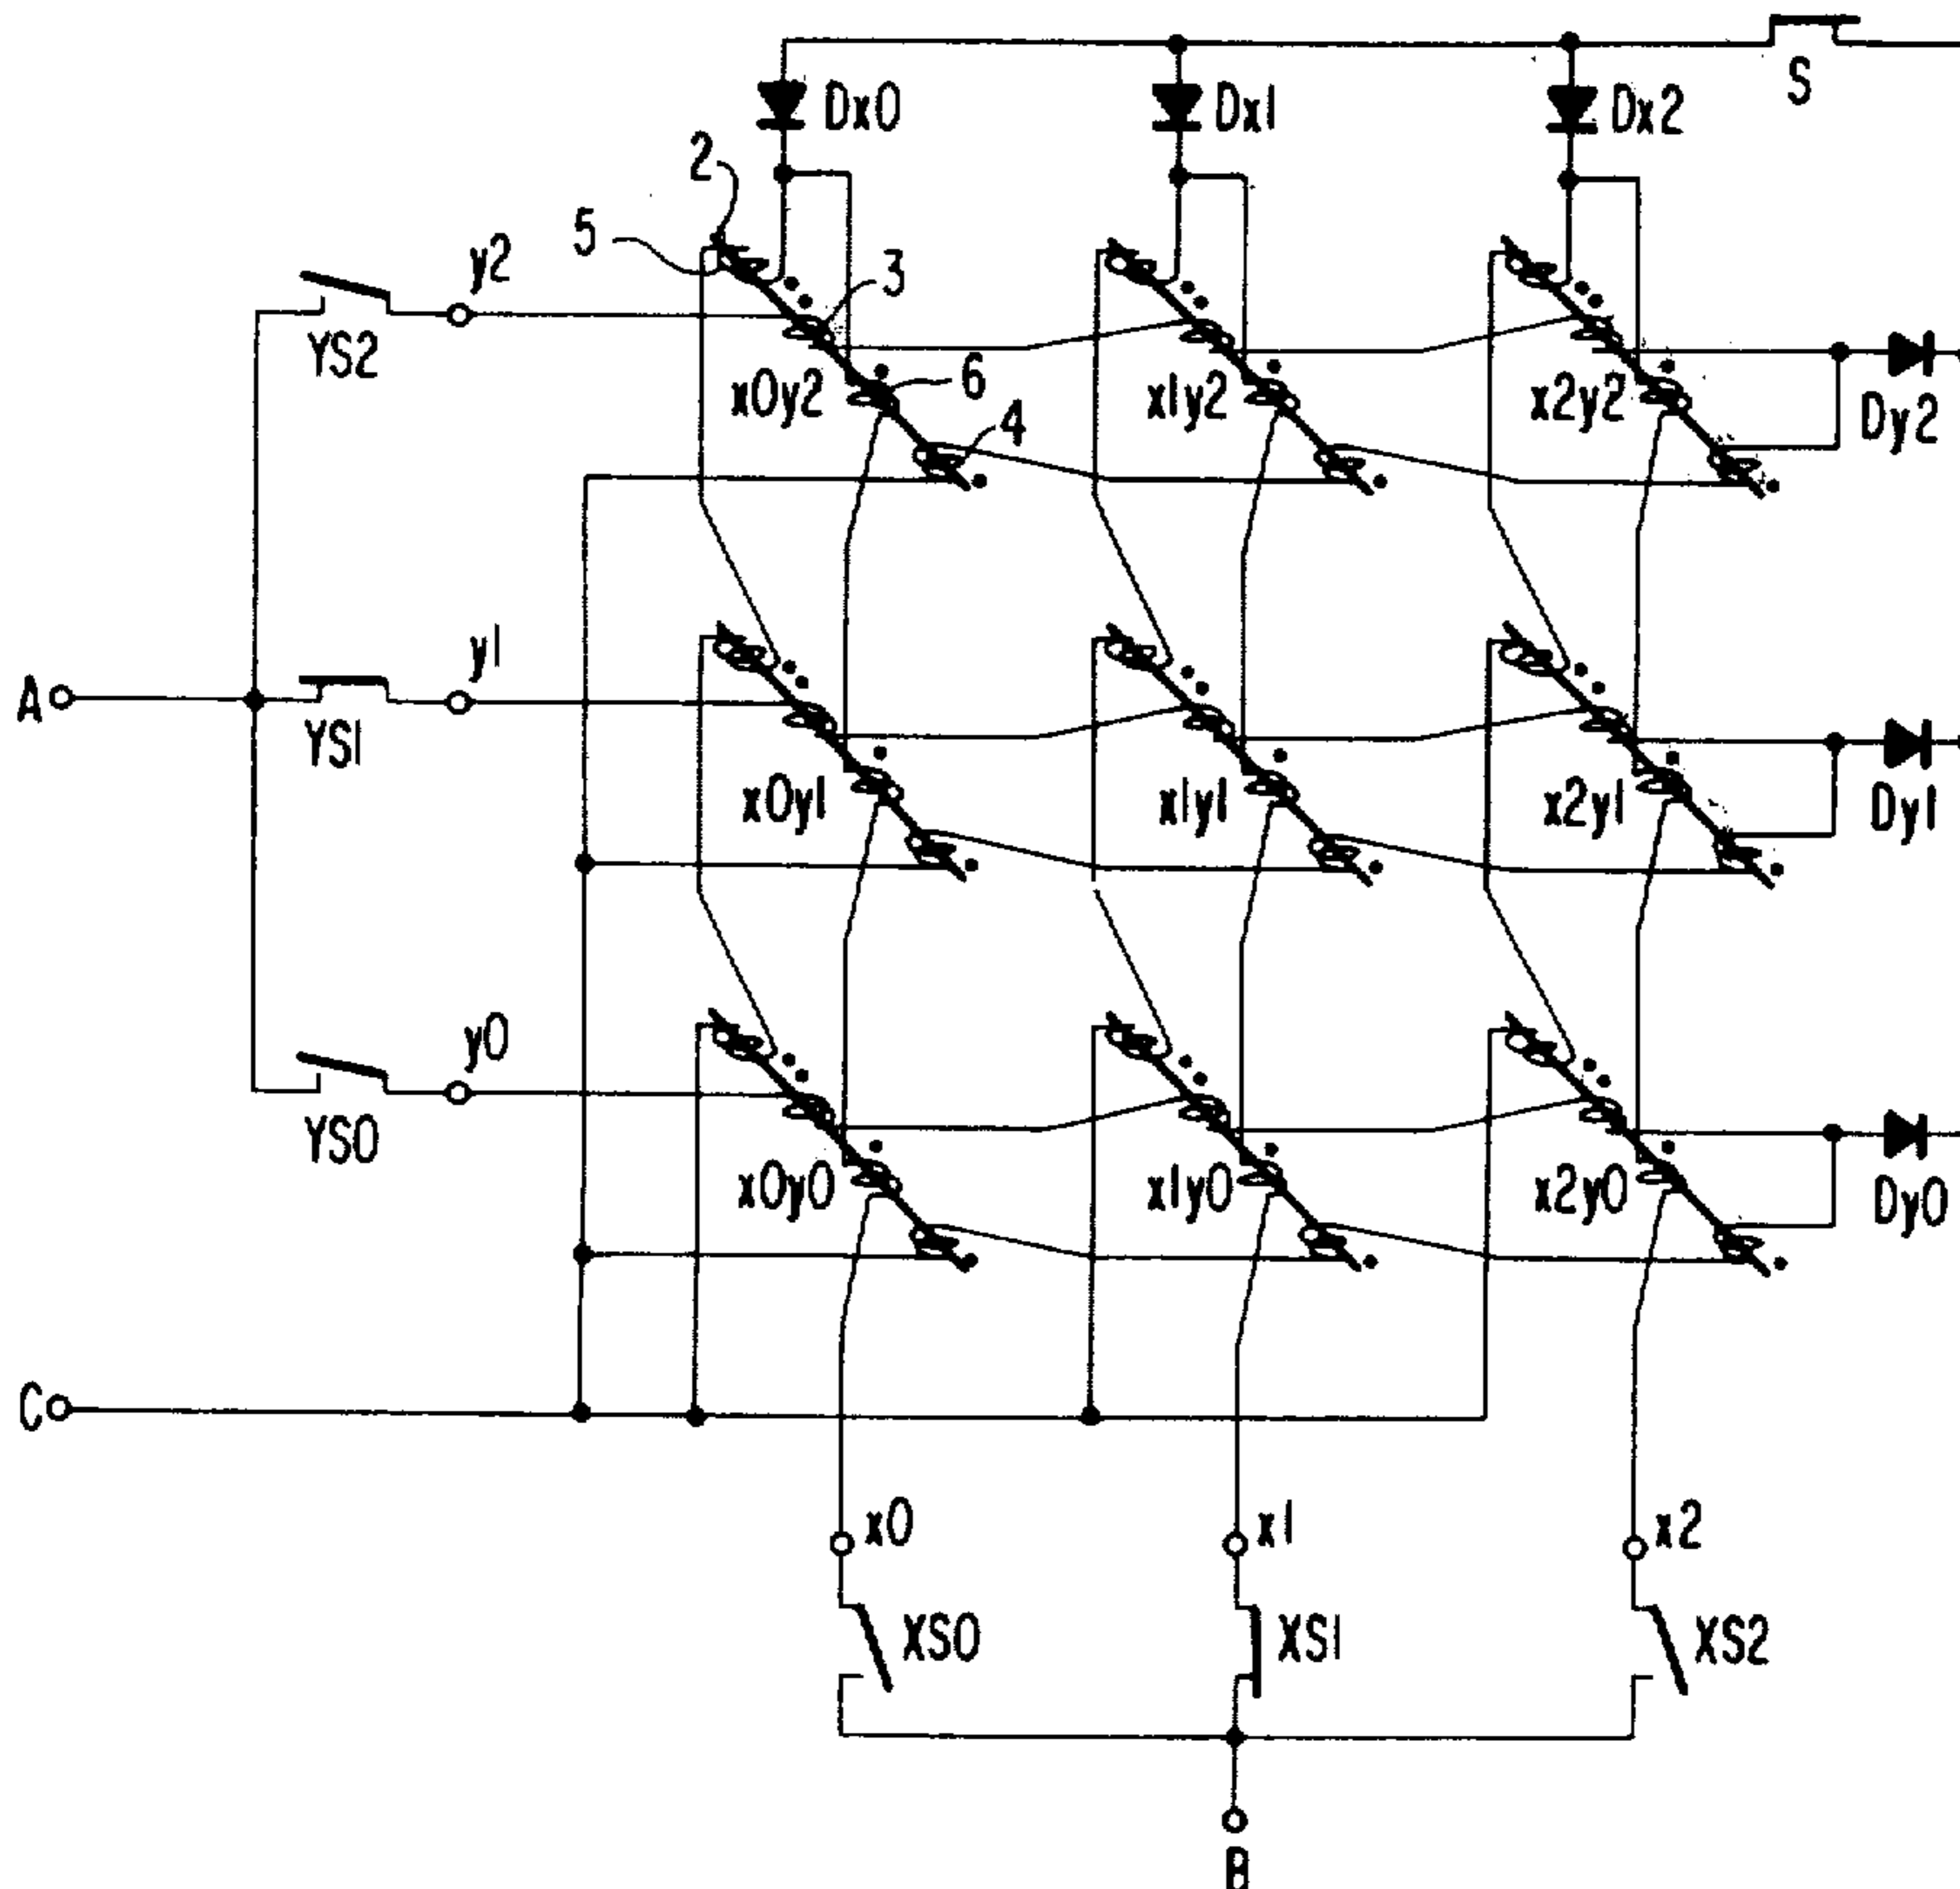 S
Dx0 Dx1 Dx2
2
5 3
y2
YS2
6
x0y2 x1y2 x2y2
4
Dy2
y1
A
YS1
x0y1 x1y1 x2y1
Dy1
y0
YS0
x0y0 x1y0 x2y0
Dy0
C
x0 x1 x2
XS0 XS1 XS2
B